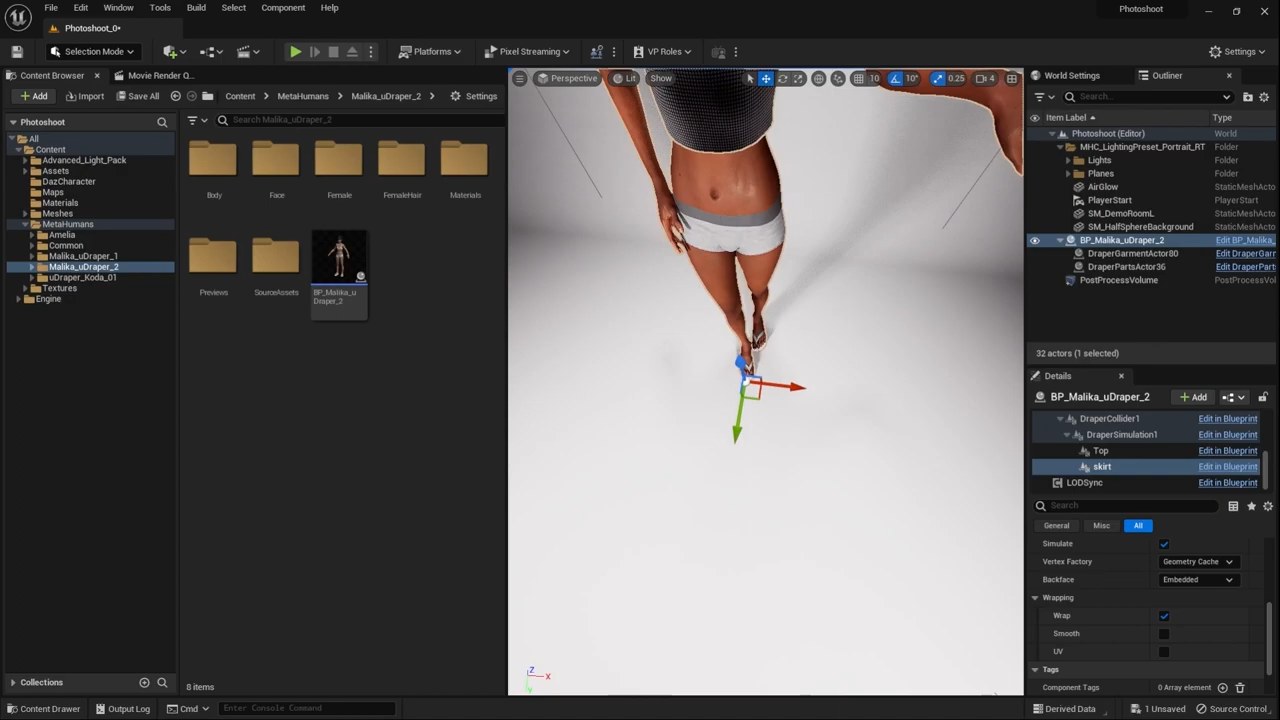 File Edit Window Tools Build Select Component Help
Photoshoot
Photoshoot_0*
Selection Mode
Platforms
Pixel Streaming
VP Roles
Settings
Content Browser
Movie Render Q...
Add
Import
Save All
Content
MetaHumans
Malika_uDraper_2
Settings
Photoshoot
Search Malika_uDraper_2
All
Content
Advanced_Light_Pack
Assets
DazCharacter
Maps
Materials
Meshes
MetaHumans
Amelia
Common
Malika_uDraper_1
Malika_uDraper_2
uDraper_Koda_01
Textures
Engine
Body
Face
Female
FemaleHair
Materials
Previews
SourceAssets
BP_Malika_u
Draper_2
Collections
8 items
Perspective
Lit
Show
10
10°
0.25
4
Z
X
World Settings
Outliner
Search...
Item Label
Type
Photoshoot (Editor) World
MHC_LightingPreset_Portrait_RT Folder
Lights Folder
Planes Folder
AirGlow StaticMeshActo
PlayerStart PlayerStart
SM_DemoRoomL StaticMeshActo
SM_HalfSphereBackground StaticMeshActo
BP_Malika_uDraper_2 Edit BP_Malika_
DraperGarmentActor80 Edit DraperGarr
DraperPartsActor36 Edit DraperPart
PostProcessVolume PostProcessVolu
32 actors (1 selected)
Details
BP_Malika_uDraper_2
Add
DraperCollider1 Edit in Blueprint
DraperSimulation1 Edit in Blueprint
Top Edit in Blueprint
skirt Edit in Blueprint
LODSync Edit in Blueprint
Search
General
Misc
All
Simulate
Vertex Factory Geometry Cache
Backface Embedded
Wrapping
Wrap
Smooth
UV
Tags
Component Tags 0 Array element
Content Drawer
Output Log
Cmd
Enter Console Command
Derived Data
1 Unsaved
Source Control